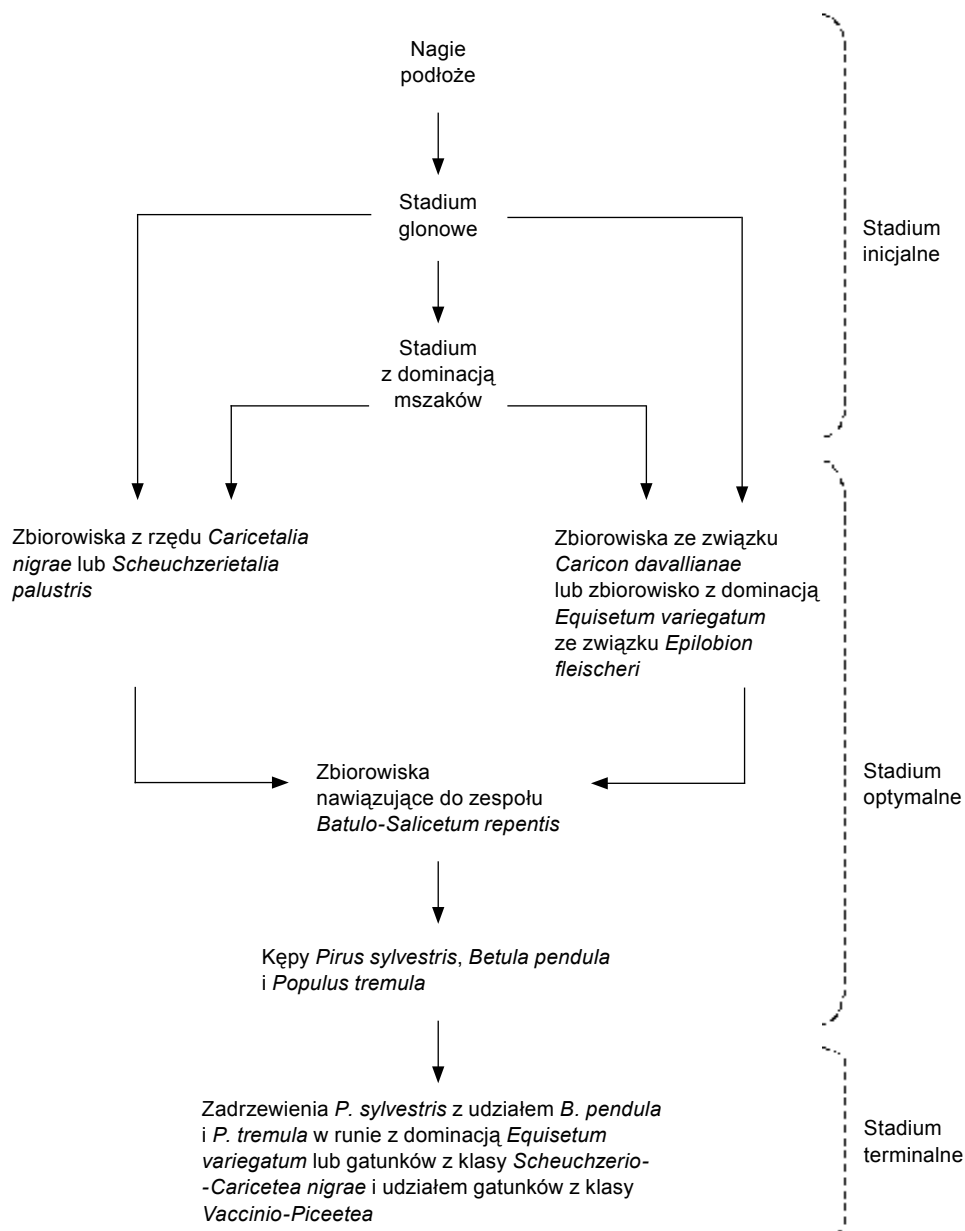 Nagie
podłoże
Stadium
glonowe
Stadium
inicjalne
Stadium
z dominacją
mszaków
Zbiorowiska z rzędu Caricetalia
nigrae lub Scheuchzerietalia
palustris
Zbiorowiska ze związku
Caricon davallianae
lub zbiorowisko z dominacją
Equisetum variegatum
ze związku Epilobion
fleischeri
Zbiorowiska
nawiązujące do zespołu
Batulo-Salicetum repentis
Stadium
optymalne
Kępy Pirus sylvestris, Betula pendula
i Populus tremula
Zadrzewienia P. sylvestris z udziałem B. pendula
i P. tremula w runie z dominacją Equisetum
variegatum lub gatunków z klasy Scheuchzerio-
-Caricetea nigrae i udziałem gatunków z klasy
Vaccinio-Piceetea
Stadium
terminalne